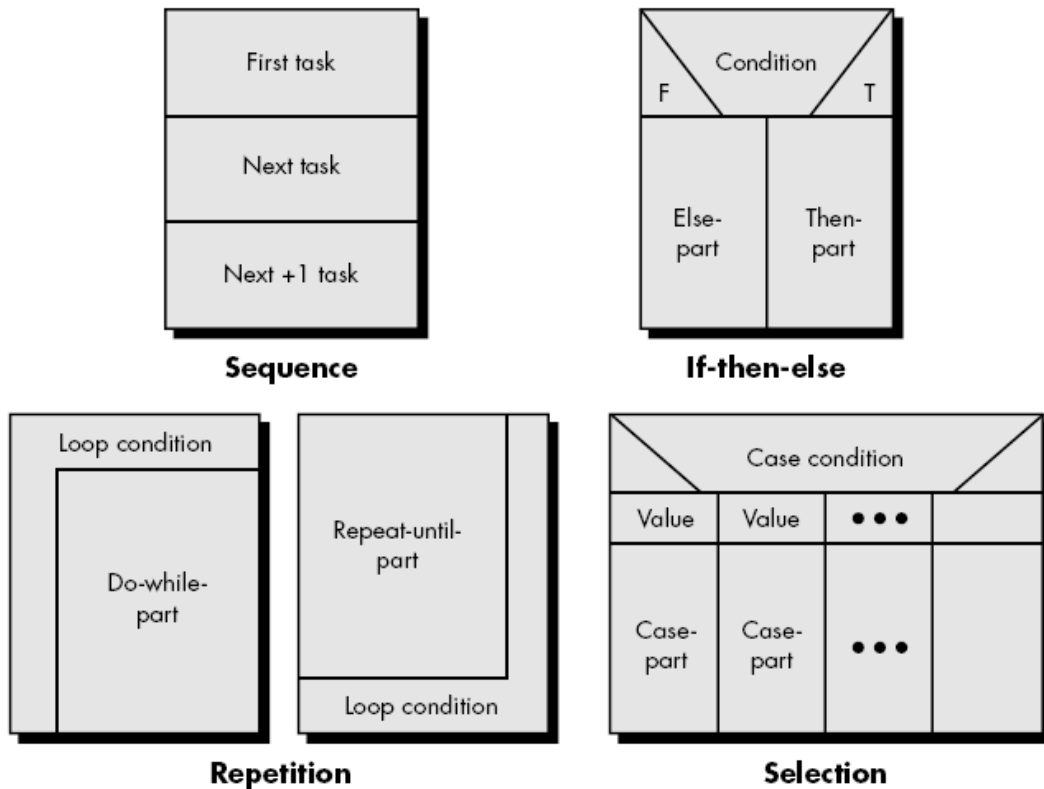 First task
Next task
Next +1 task
Sequence
Condition
F
T
Else-
part
Then-
part
If-then-else
Loop condition
Do-while-
part
Repeat-until-
part
Loop condition
Repetition
Case condition
Value
Value
•••
Case-
part
Case-
part
•••
Selection